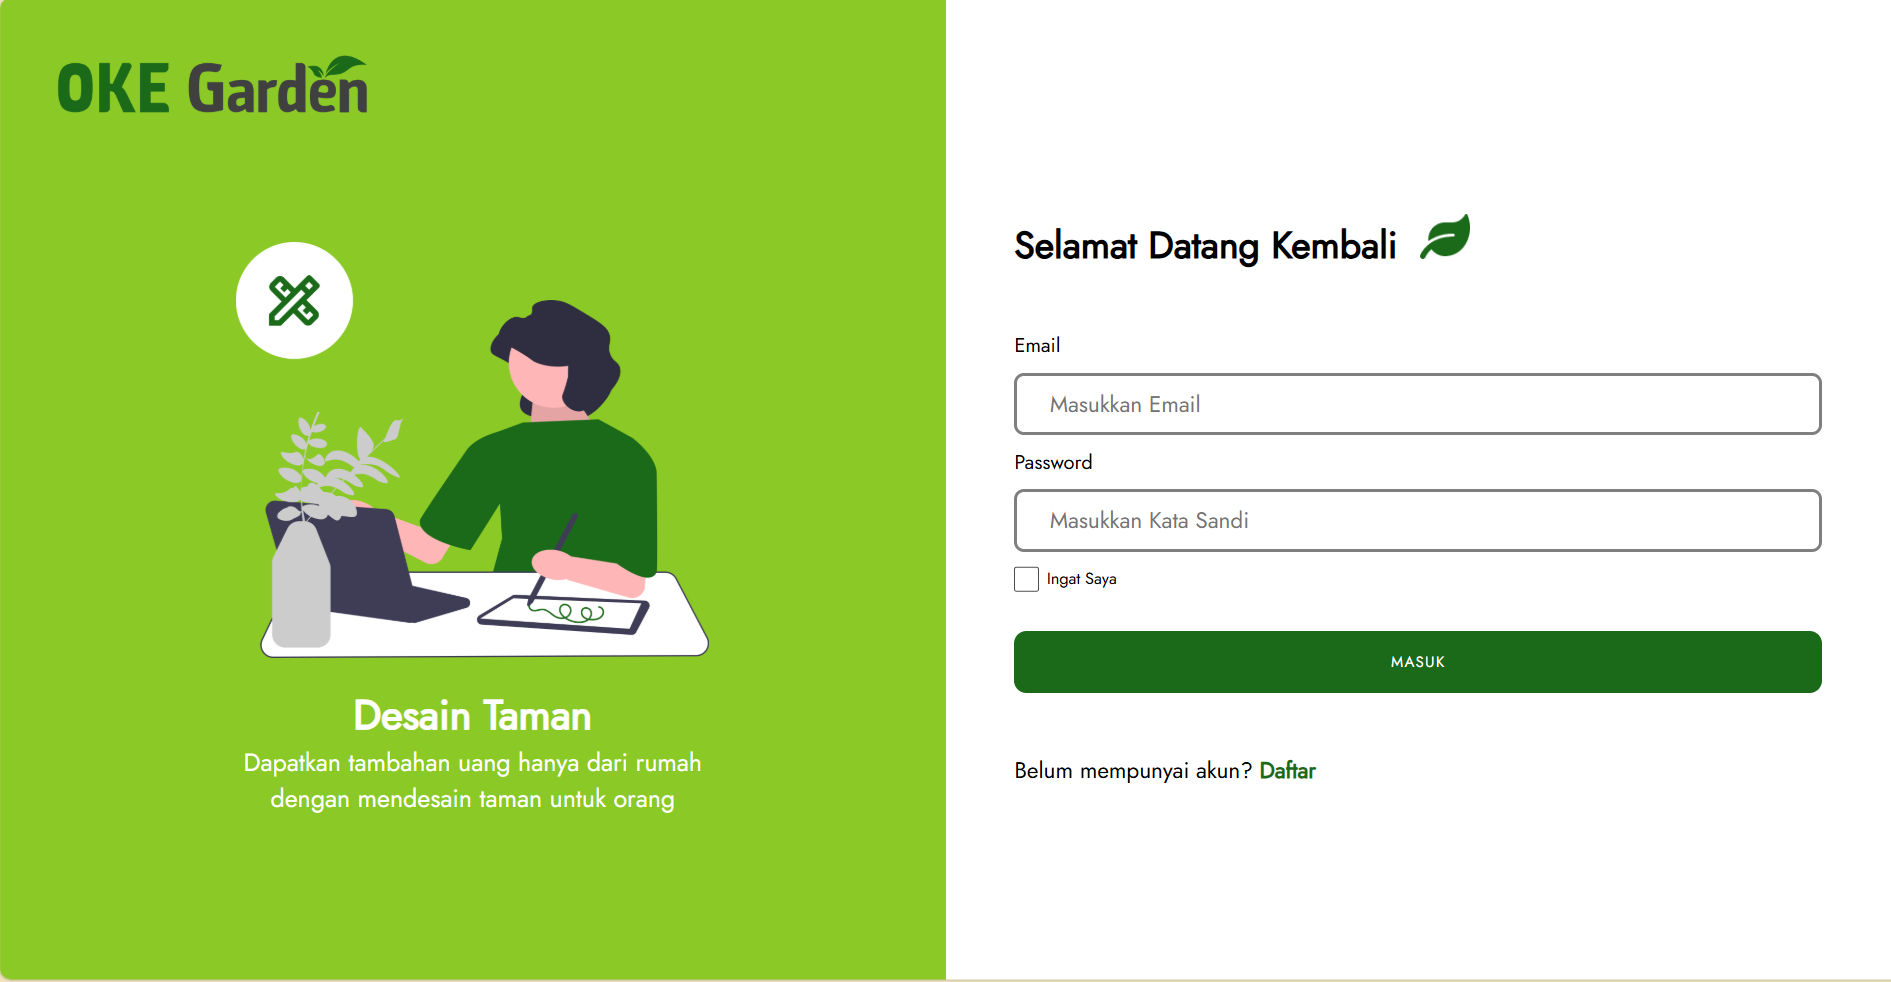 OKE Garden
Desain Taman
Dapatkan tambahan uang hanya dari rumah
dengan mendesain taman untuk orang
Selamat Datang Kembali
Email
Masukkan Email
Password
Masukkan Kata Sandi
Ingat Saya
MASUK
Belum mempunyai akun? Daftar